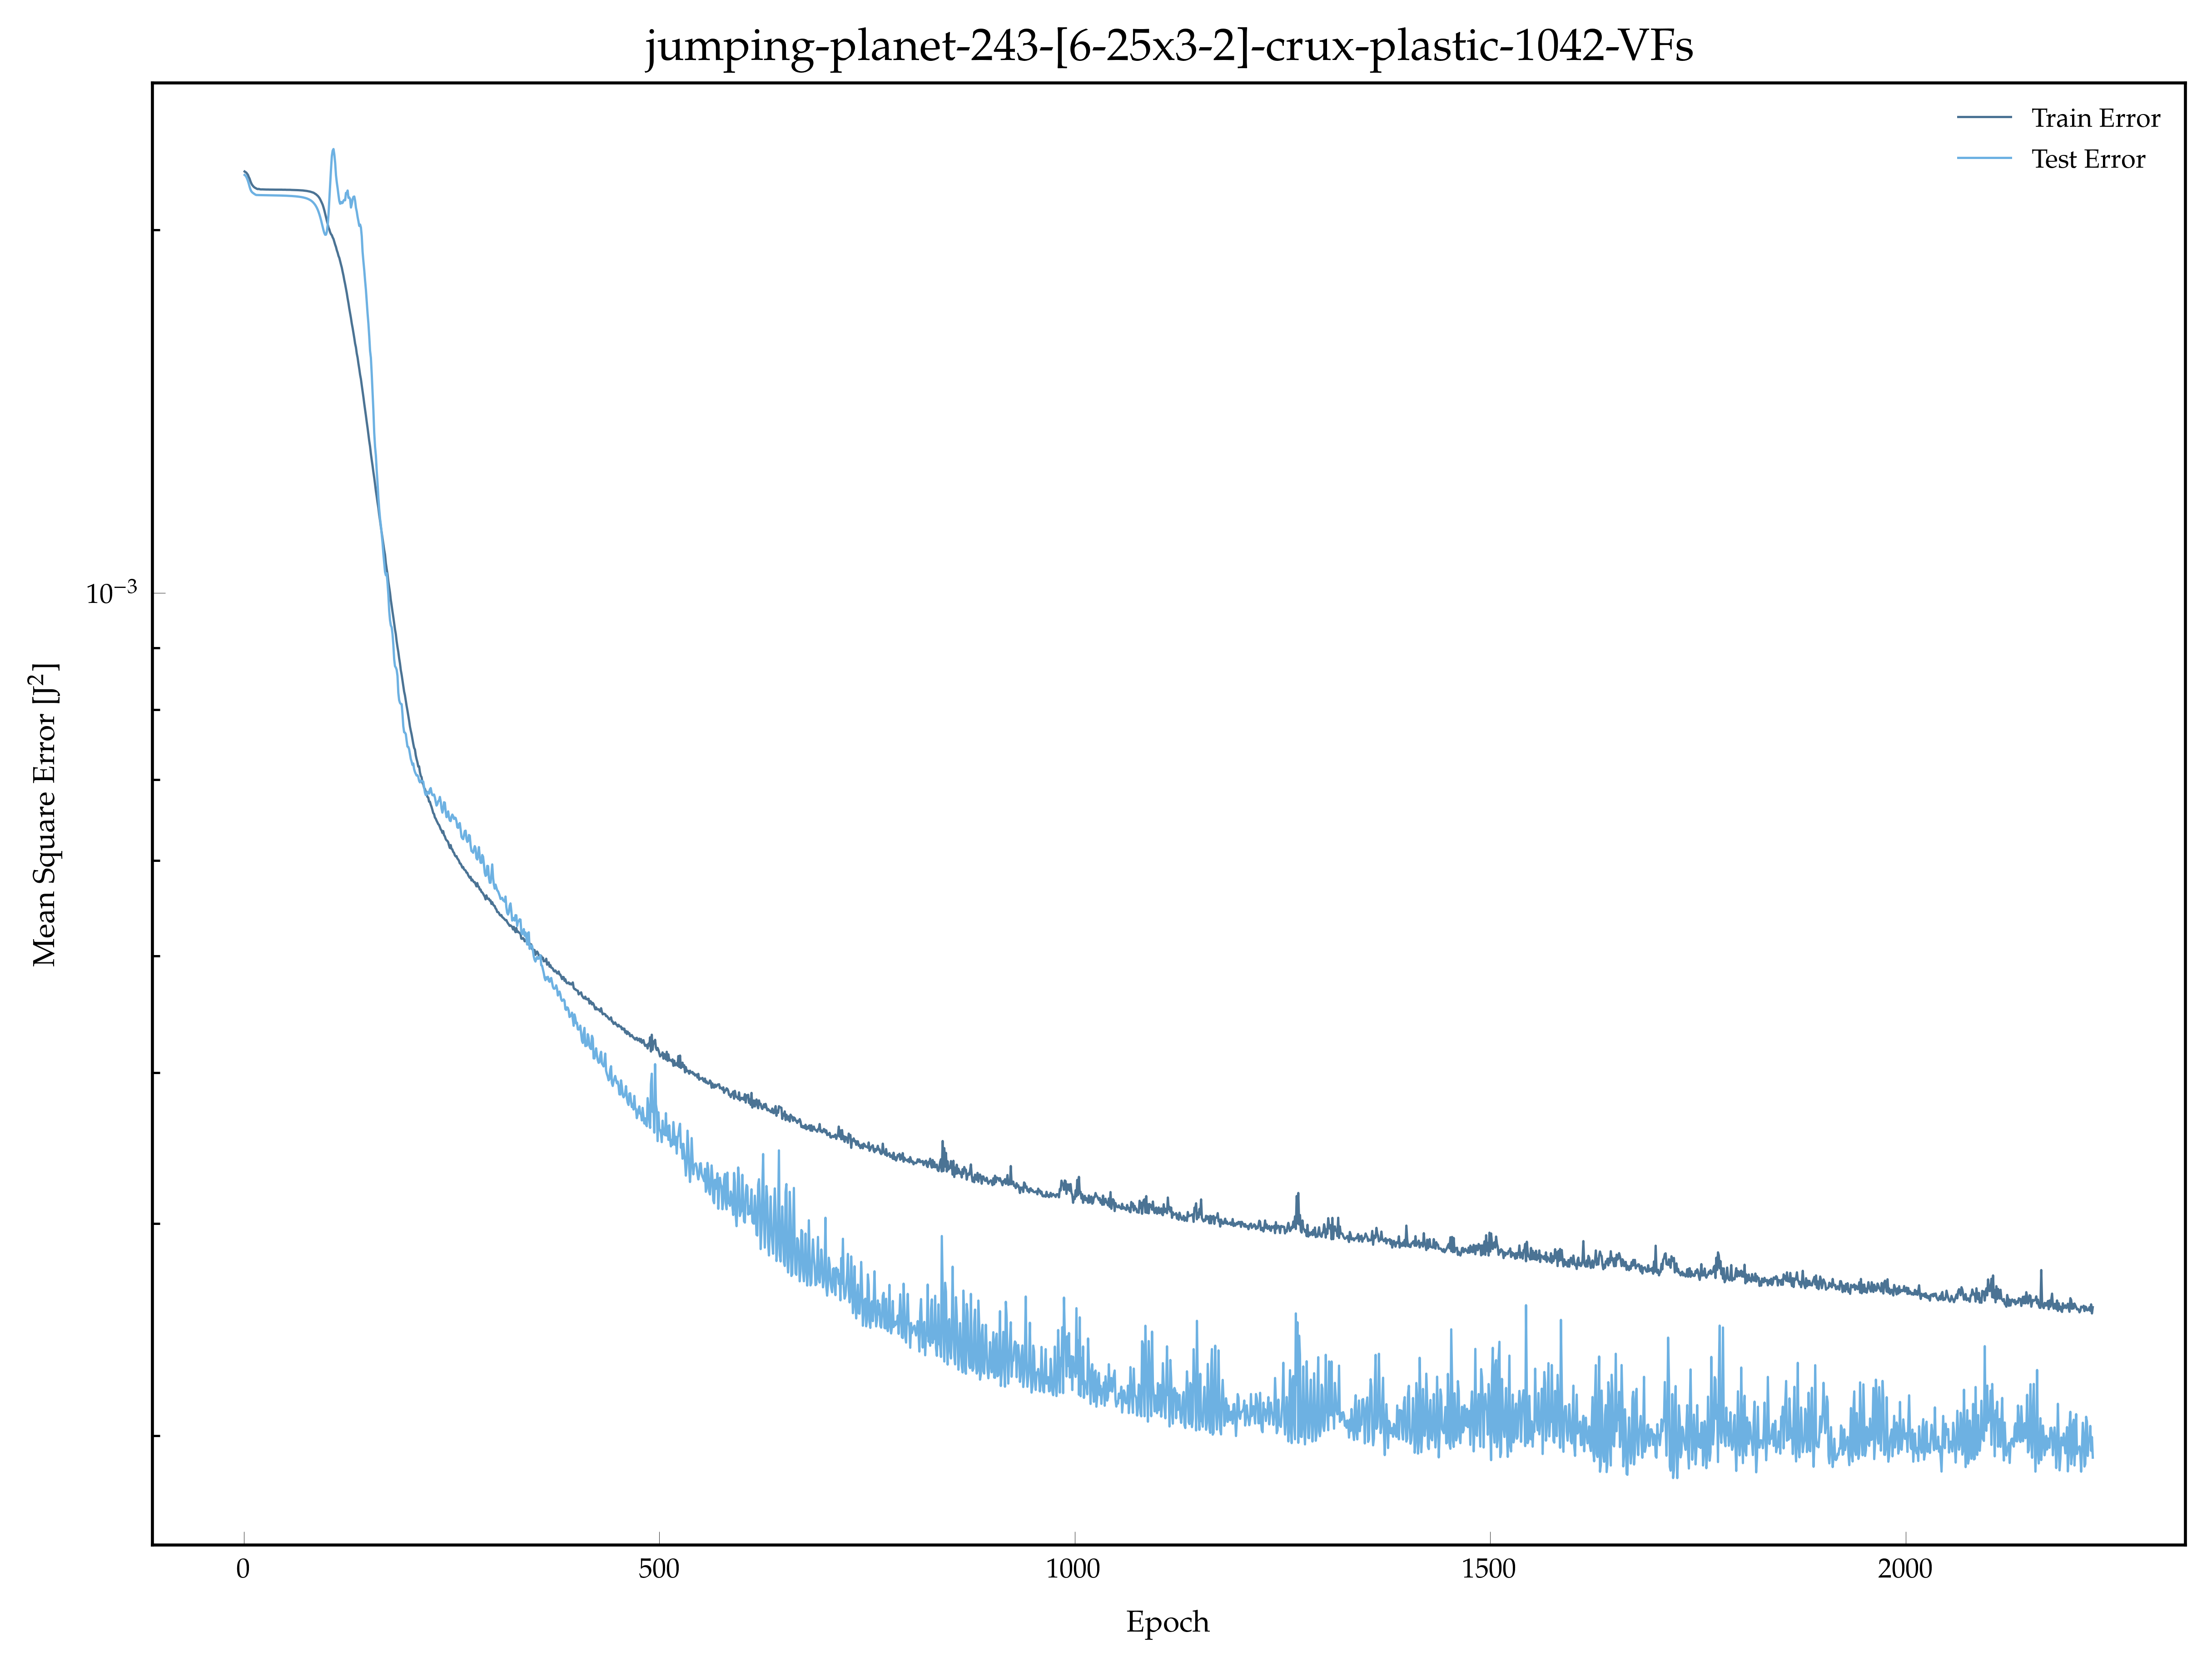 jumping-planet-243-[6-25x3-2]-crux-plastic-1042-VFs
Train Error
Test Error
10⁻³
Mean Square Error [J²]
0 500 1000 1500 2000
Epoch